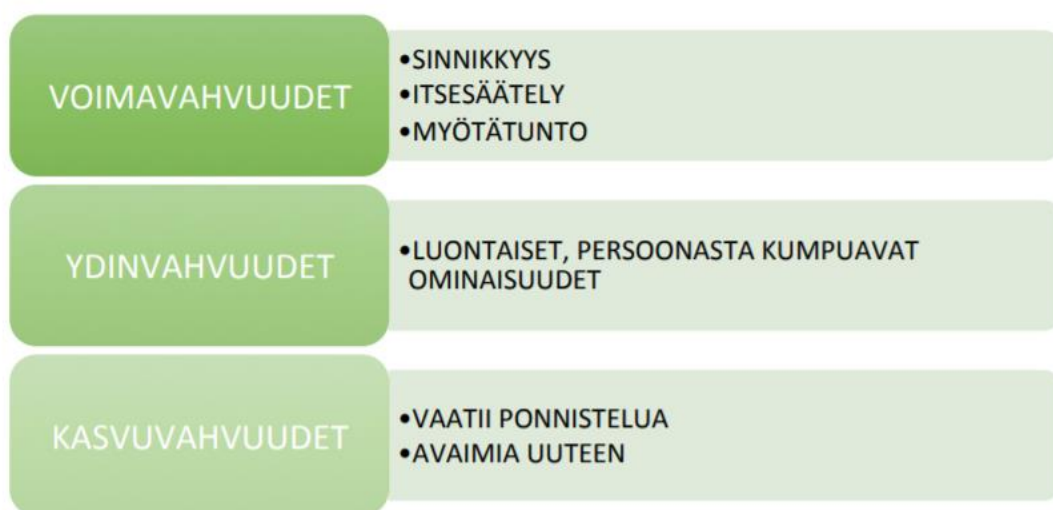 VOIMAVAHVUUDET
•SINNIKKYYS
•ITSESÄÄTELY
•MYÖTÄTUNTO
YDINVAHVUUDET
•LUONTAISET, PERSOONASTA KUMPUAVAT
OMINAISUUDET
KASVUVAHVUUDET
•VAATII PONNISTELUA
•AVAIMIA UUTEEN